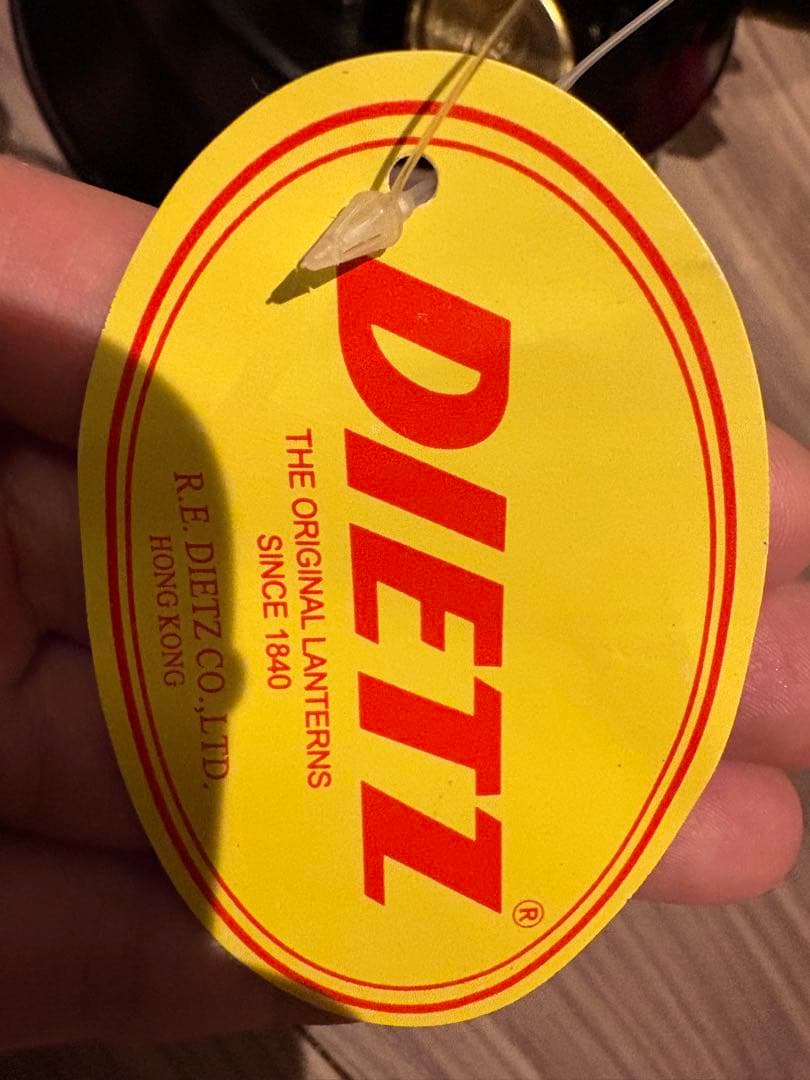 DIETZ®
THE ORIGINAL LANTERNS
SINCE 1840
R.E. DIETZ CO.,LTD.
HONG KONG